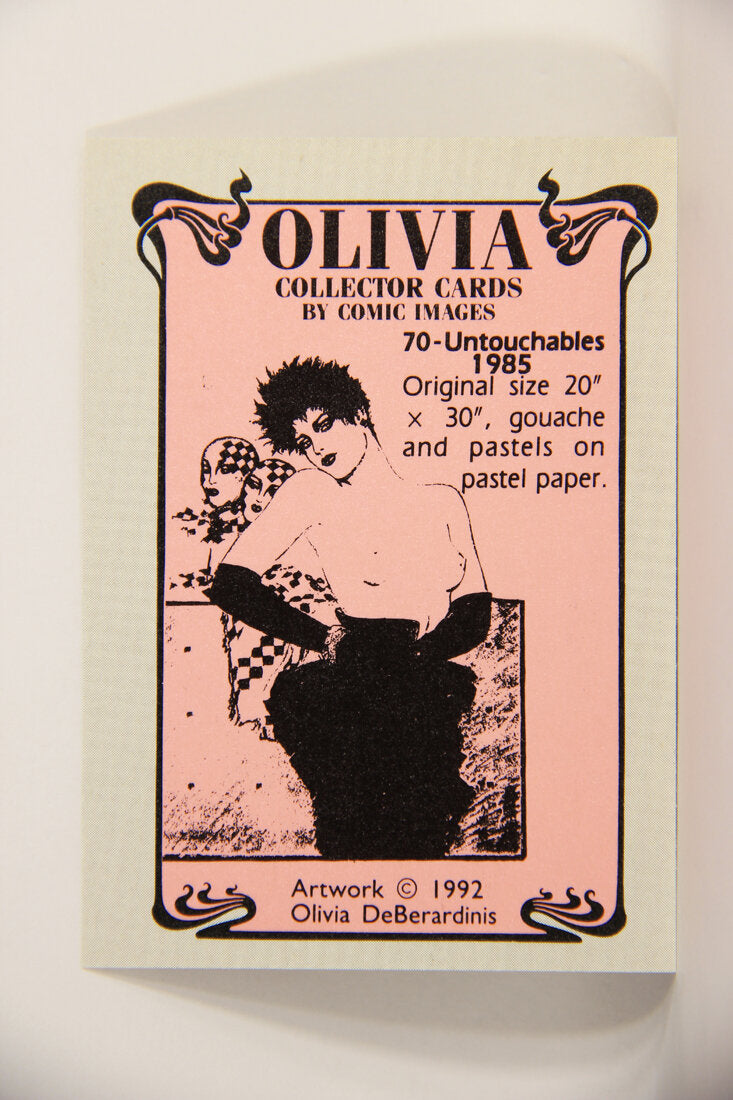 OLIVIA
COLLECTOR CARDS
BY COMIC IMAGES
70-Untouchables
1985
Original size 20"
x 30", gouache
and pastels on
pastel paper.
Artwork © 1992
Olivia DeBerardinis